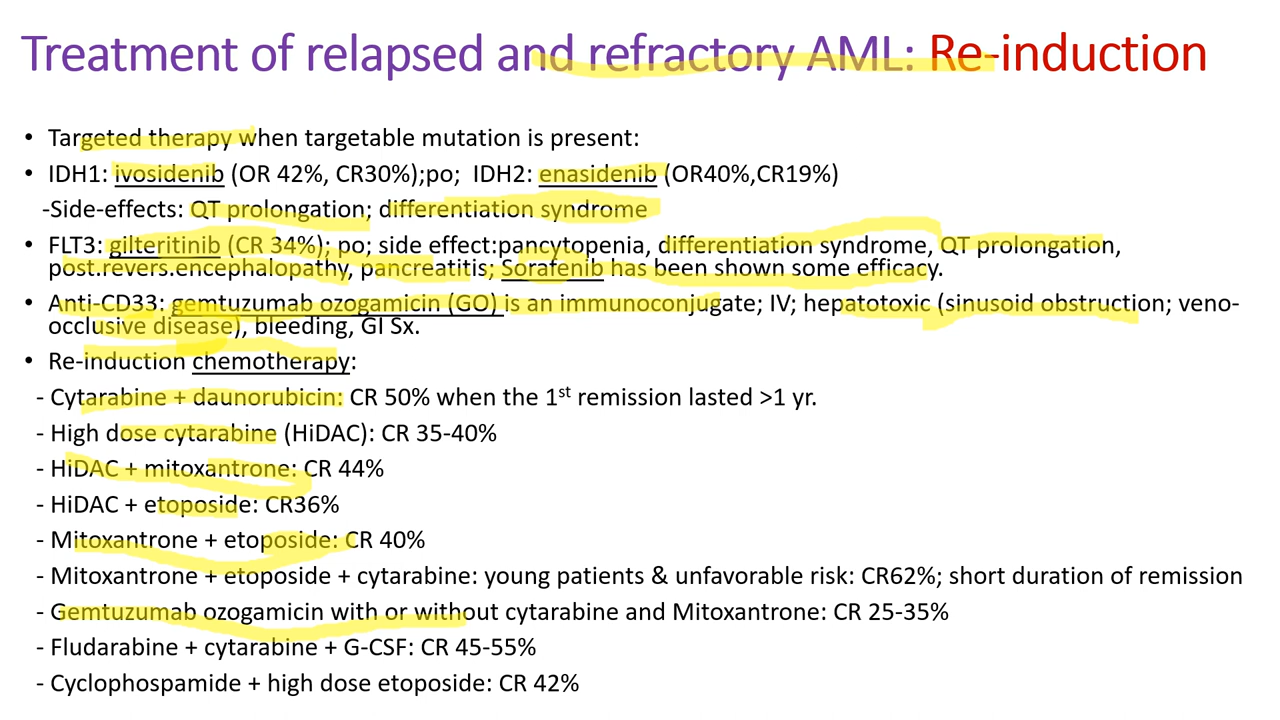 Treatment of relapsed and refractory AML: Re-induction
• Targeted therapy when targetable mutation is present:
• IDH1: ivosidenib (OR 42%, CR30%);po;  IDH2: enasidenib (OR40%,CR19%)
-Side-effects: QT prolongation; differentiation syndrome
• FLT3: gilteritinib (CR 34%); po; side effect:pancytopenia, differentiation syndrome, QT prolongation,
post.revers.encephalopathy, pancreatitis; Sorafenib has been shown some efficacy.
• Anti-CD33: gemtuzumab ozogamicin (GO) is an immunoconjugate; IV; hepatotoxic (sinusoid obstruction; veno-
occlusive disease), bleeding, GI Sx.
• Re-induction chemotherapy:
- Cytarabine + daunorubicin: CR 50% when the 1st remission lasted >1 yr.
- High dose cytarabine (HiDAC): CR 35-40%
- HiDAC + mitoxantrone: CR 44%
- HiDAC + etoposide: CR36%
- Mitoxantrone + etoposide: CR 40%
- Mitoxantrone + etoposide + cytarabine: young patients & unfavorable risk: CR62%; short duration of remission
- Gemtuzumab ozogamicin with or without cytarabine and Mitoxantrone: CR 25-35%
- Fludarabine + cytarabine + G-CSF: CR 45-55%
- Cyclophospamide + high dose etoposide: CR 42%